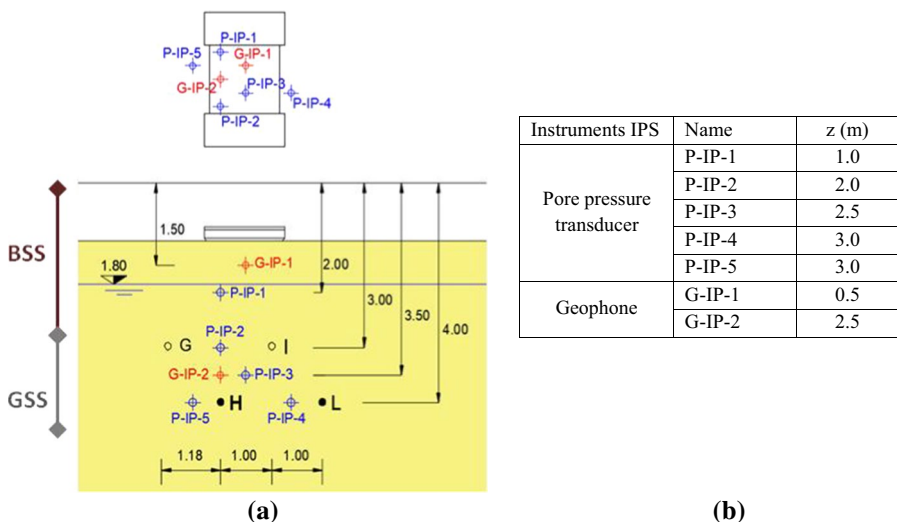 P-IP-1
P-IP-5
G-IP-1
G-IP-2
P-IP-3
P-IP-4
P-IP-2
BSS
GSS
1.50
1.80
G-IP-1
2.00
P-IP-1
3.00
3.50
4.00
P-IP-2
G
I
G-IP-2
P-IP-3
H
L
P-IP-5
P-IP-4
1.18
1.00
1.00
(a)
Instruments IPS Name z (m)
Pore pressure transducer
P-IP-1 1.0
P-IP-2 2.0
P-IP-3 2.5
P-IP-4 3.0
P-IP-5 3.0
Geophone
G-IP-1 0.5
G-IP-2 2.5
(b)